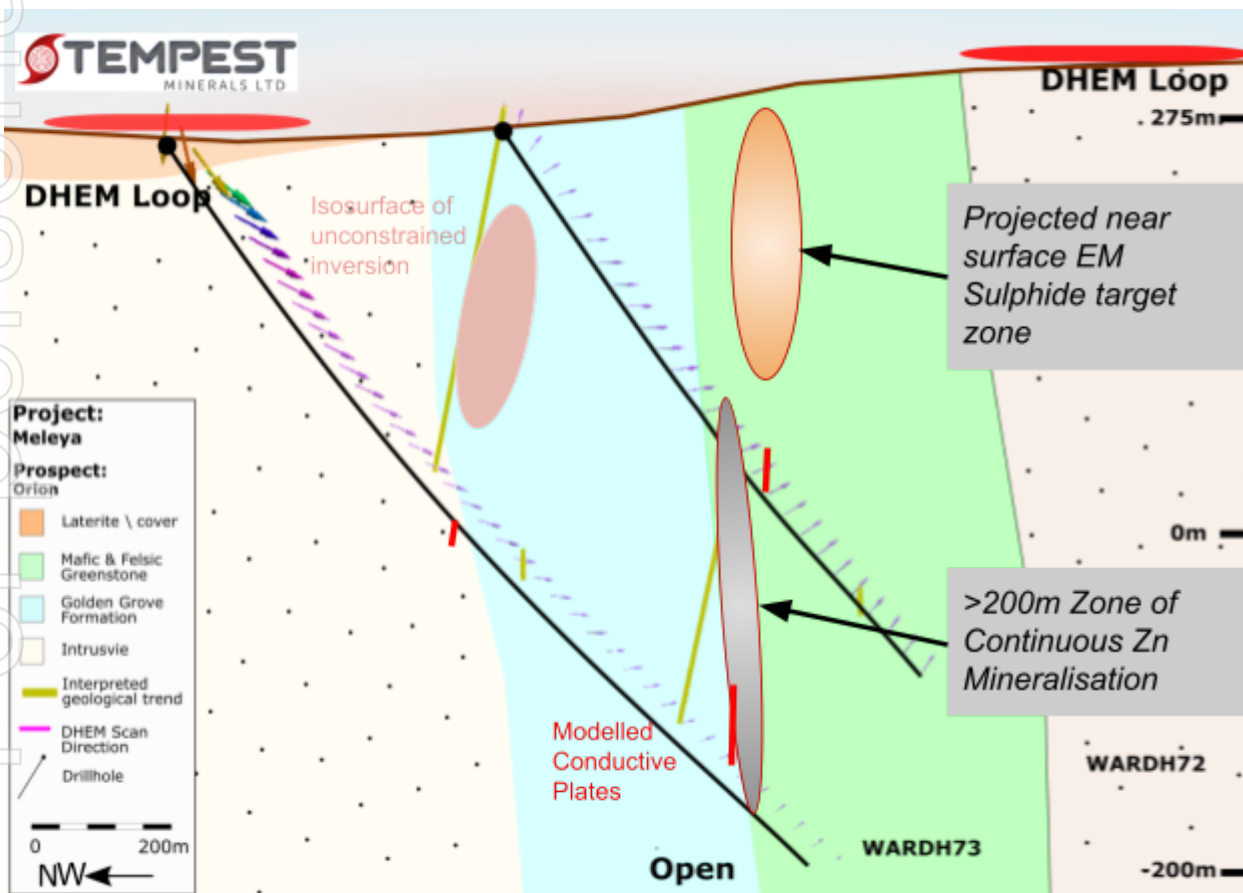 TEMPEST
MINERALS LTD
DHEM Loop
275m
DHEM Loop
Isosurface of
unconstrained
inversion
Projected near
surface EM
Sulphide target
zone
Project:
Meleya
Prospect:
Orion
Laterite \ cover
Mafic & Felsic
Greenstone
Golden Grove
Formation
Intrusvie
Interpreted
geological trend
DHEM Scan
Direction
Drillhole
0 200m
NW
0m
>200m Zone of
Continuous Zn
Mineralisation
Modelled
Conductive
Plates
WARDH72
WARDH73
Open
-200m